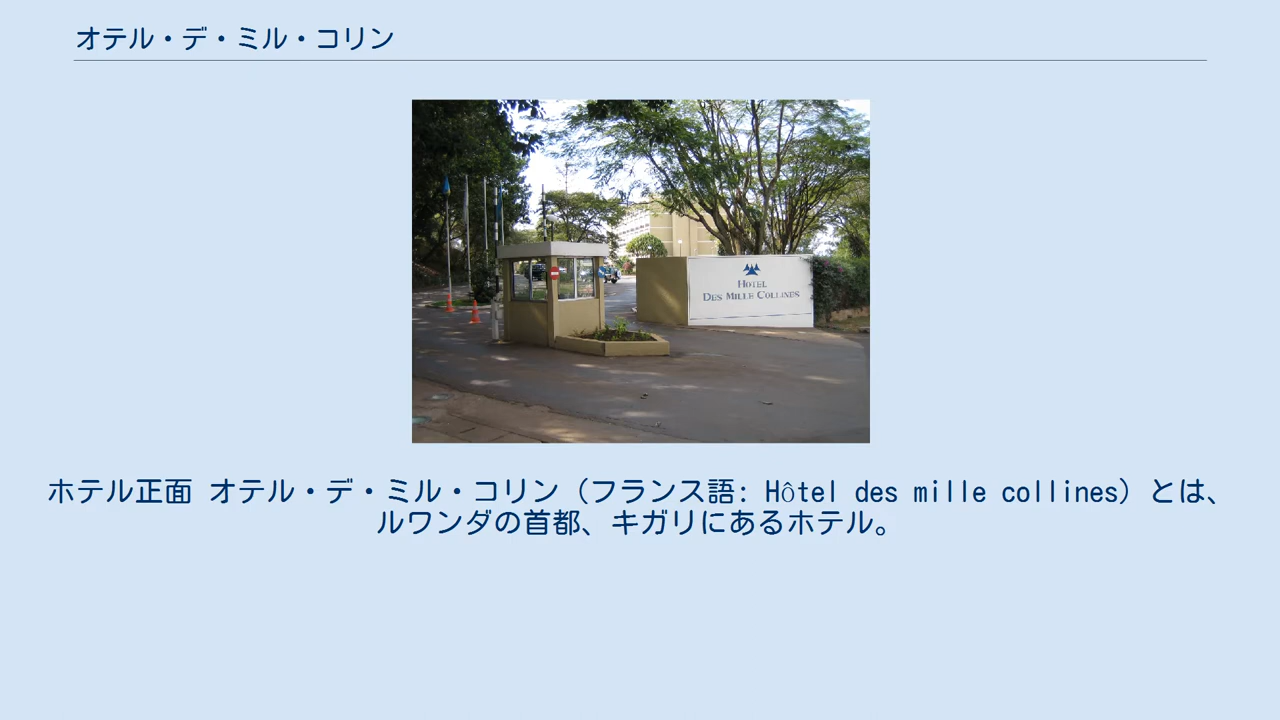 オテル・デ・ミル・コリン
HOTEL
DES MILLE COLLINES
ホテル正面 オテル・デ・ミル・コリン（フランス語: Hôtel des mille collines）とは、
ルワンダの首都、キガリにあるホテル。